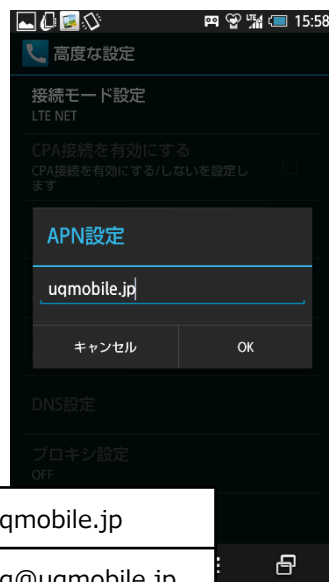 15:58
高度な設定
接続モード設定
LTE NET
CPA接続を有効にする
CPA接続を有効にする/しないを設定し
ます
APN設定
uqmobile.jp
キャンセル
OK
DNS設定
プロキシ設定
OFF
qmobile.jp
q@uqmobile.jp